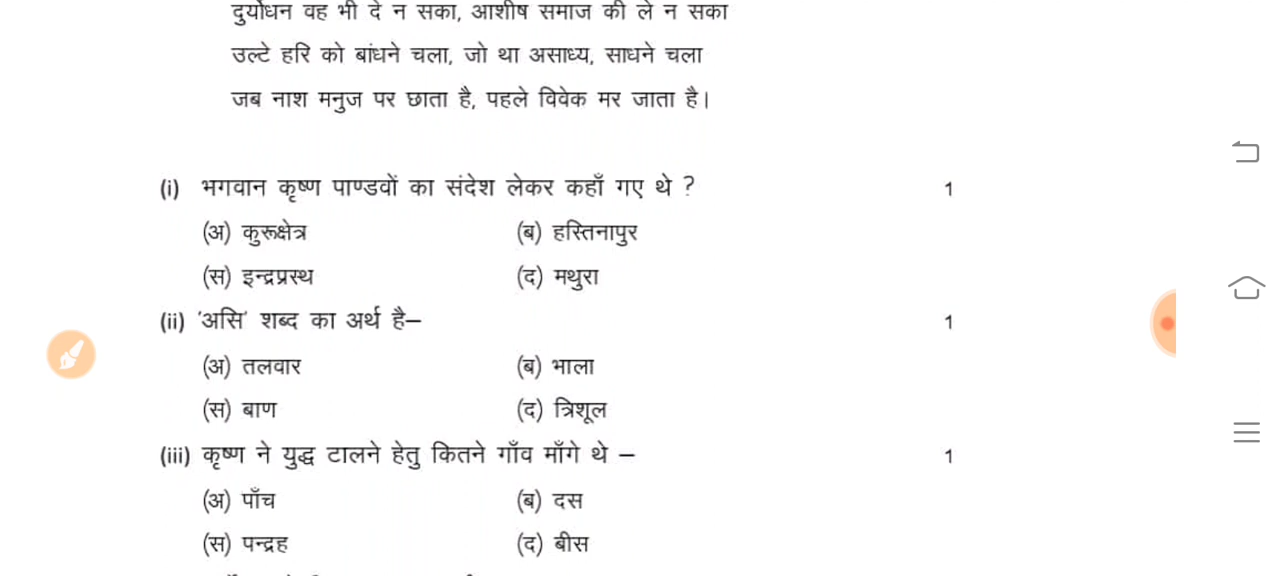 दुर्योधन वह भी दे न सका, आशीष समाज की ले न सका
उल्टे हरि को बांधने चला, जो था असाध्य, साधने चला
जब नाश मनुज पर छाता है, पहले विवेक मर जाता है।
(i) भगवान कृष्ण पाण्डवों का संदेश लेकर कहाँ गए थे ? 1
(अ) कुरूक्षेत्र (ब) हस्तिनापुर
(स) इन्द्रप्रस्थ (द) मथुरा
(ii) 'असि' शब्द का अर्थ है– 1
(अ) तलवार (ब) भाला
(स) बाण (द) त्रिशूल
(iii) कृष्ण ने युद्ध टालने हेतु कितने गाँव माँगे थे – 1
(अ) पाँच (ब) दस
(स) पन्द्रह (द) बीस